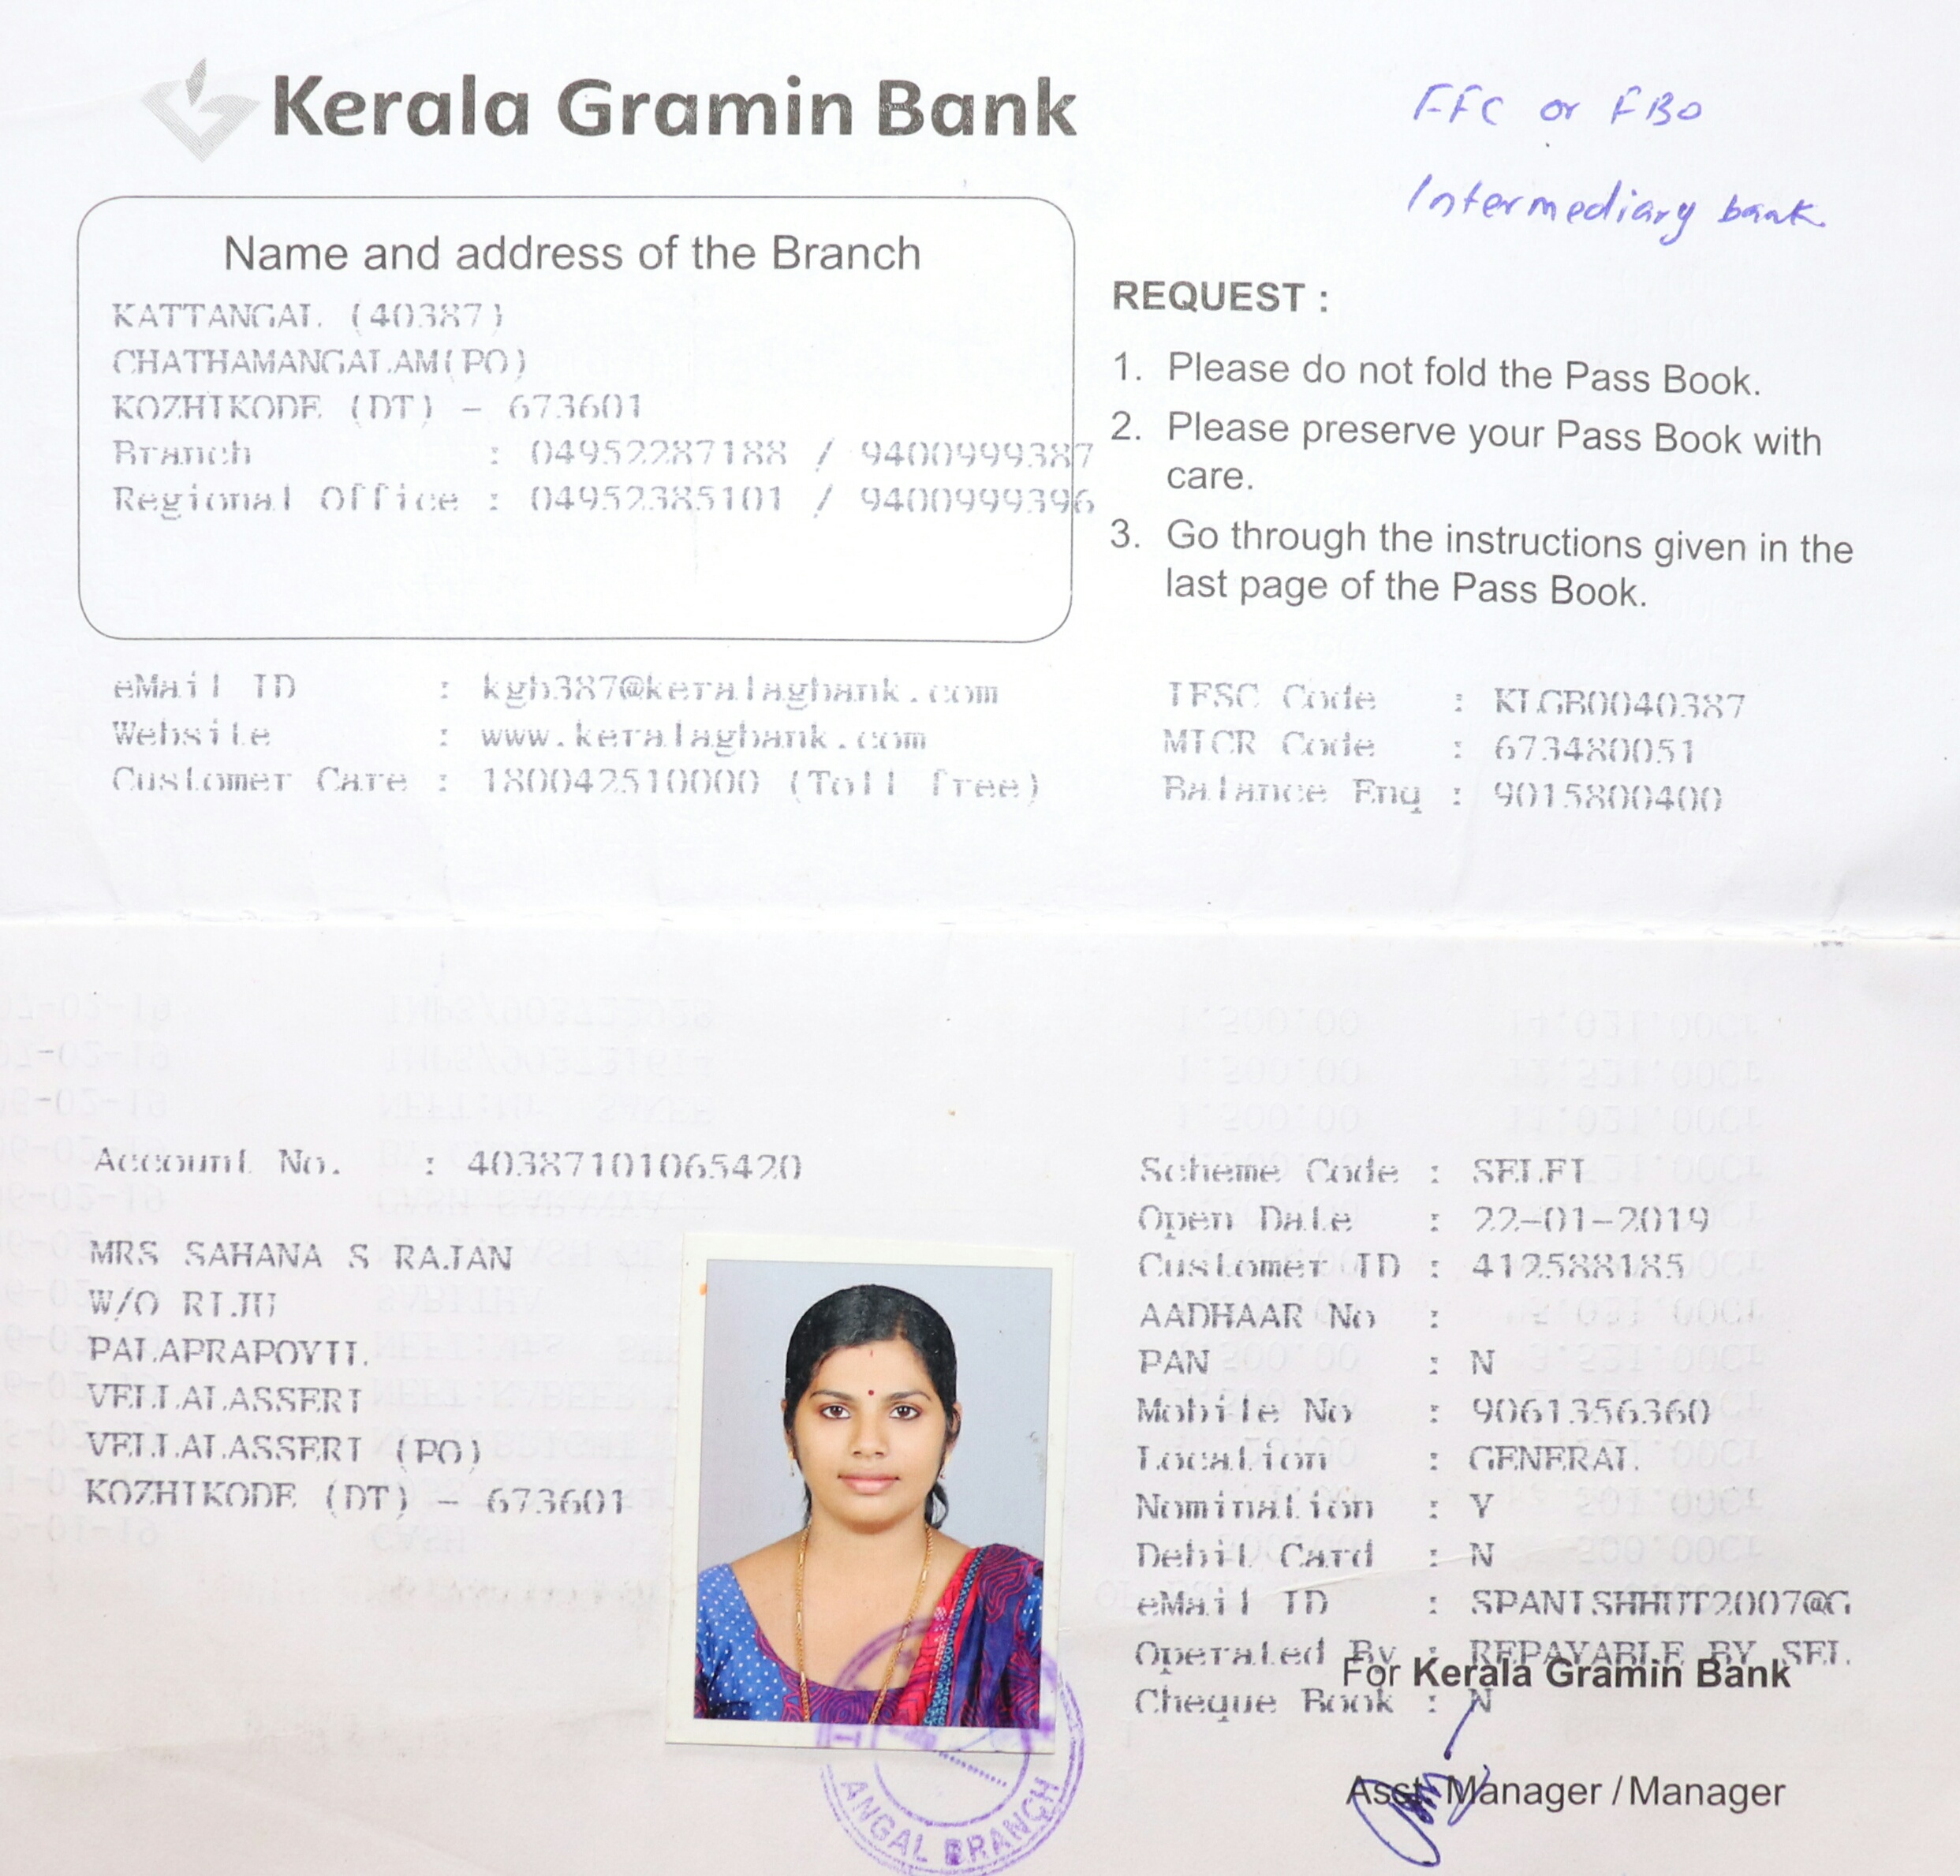 Kerala Gramin Bank
FFC or FBO
Intermediary bank
Name and address of the Branch
KATTANGAL (40387)
CHATHAMANGALAM(PO)
KOZHIKODE (DT) - 673601
Branch : 04952287188 / 9400999387
Regional Office : 04952385101 / 9400999396
REQUEST :
1. Please do not fold the Pass Book.
2. Please preserve your Pass Book with
care.
3. Go through the instructions given in the
last page of the Pass Book.
eMail ID : kgb387@keralagbank.com
Website : www.keralagbank.com
Customer Care : 180042510000 (Toll free)
IFSC Code : KLGB0040387
MICR Code : 673480051
Balance Enq : 9015800400
Account No. : 40387101065420
MRS SAHANA S RAJAN
W/O RIJU
PALAPRAPOYIL
VELLALASSERI
VELLALASSERI (PO)
KOZHIKODE (DT) - 673601
Scheme Code : SELFI
Open Date : 22-01-2019
Customer ID : 412588185
AADHAAR No :
PAN : N
Mobile No : 9061356360
Location : GENERAL
Nomination : Y
Debit Card : N
eMail ID : SPANISHHUT2007@G
Operated By : REPAYABLE BY SEL
For Kerala Gramin Bank
Cheque Book : N
Asst. Manager / Manager
ANGAL BRANCH